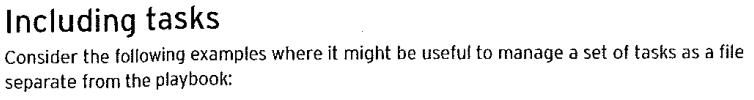 Including tasks
Consider the following examples where it might be useful to manage a set of tasks as a file
separate from the playbook: